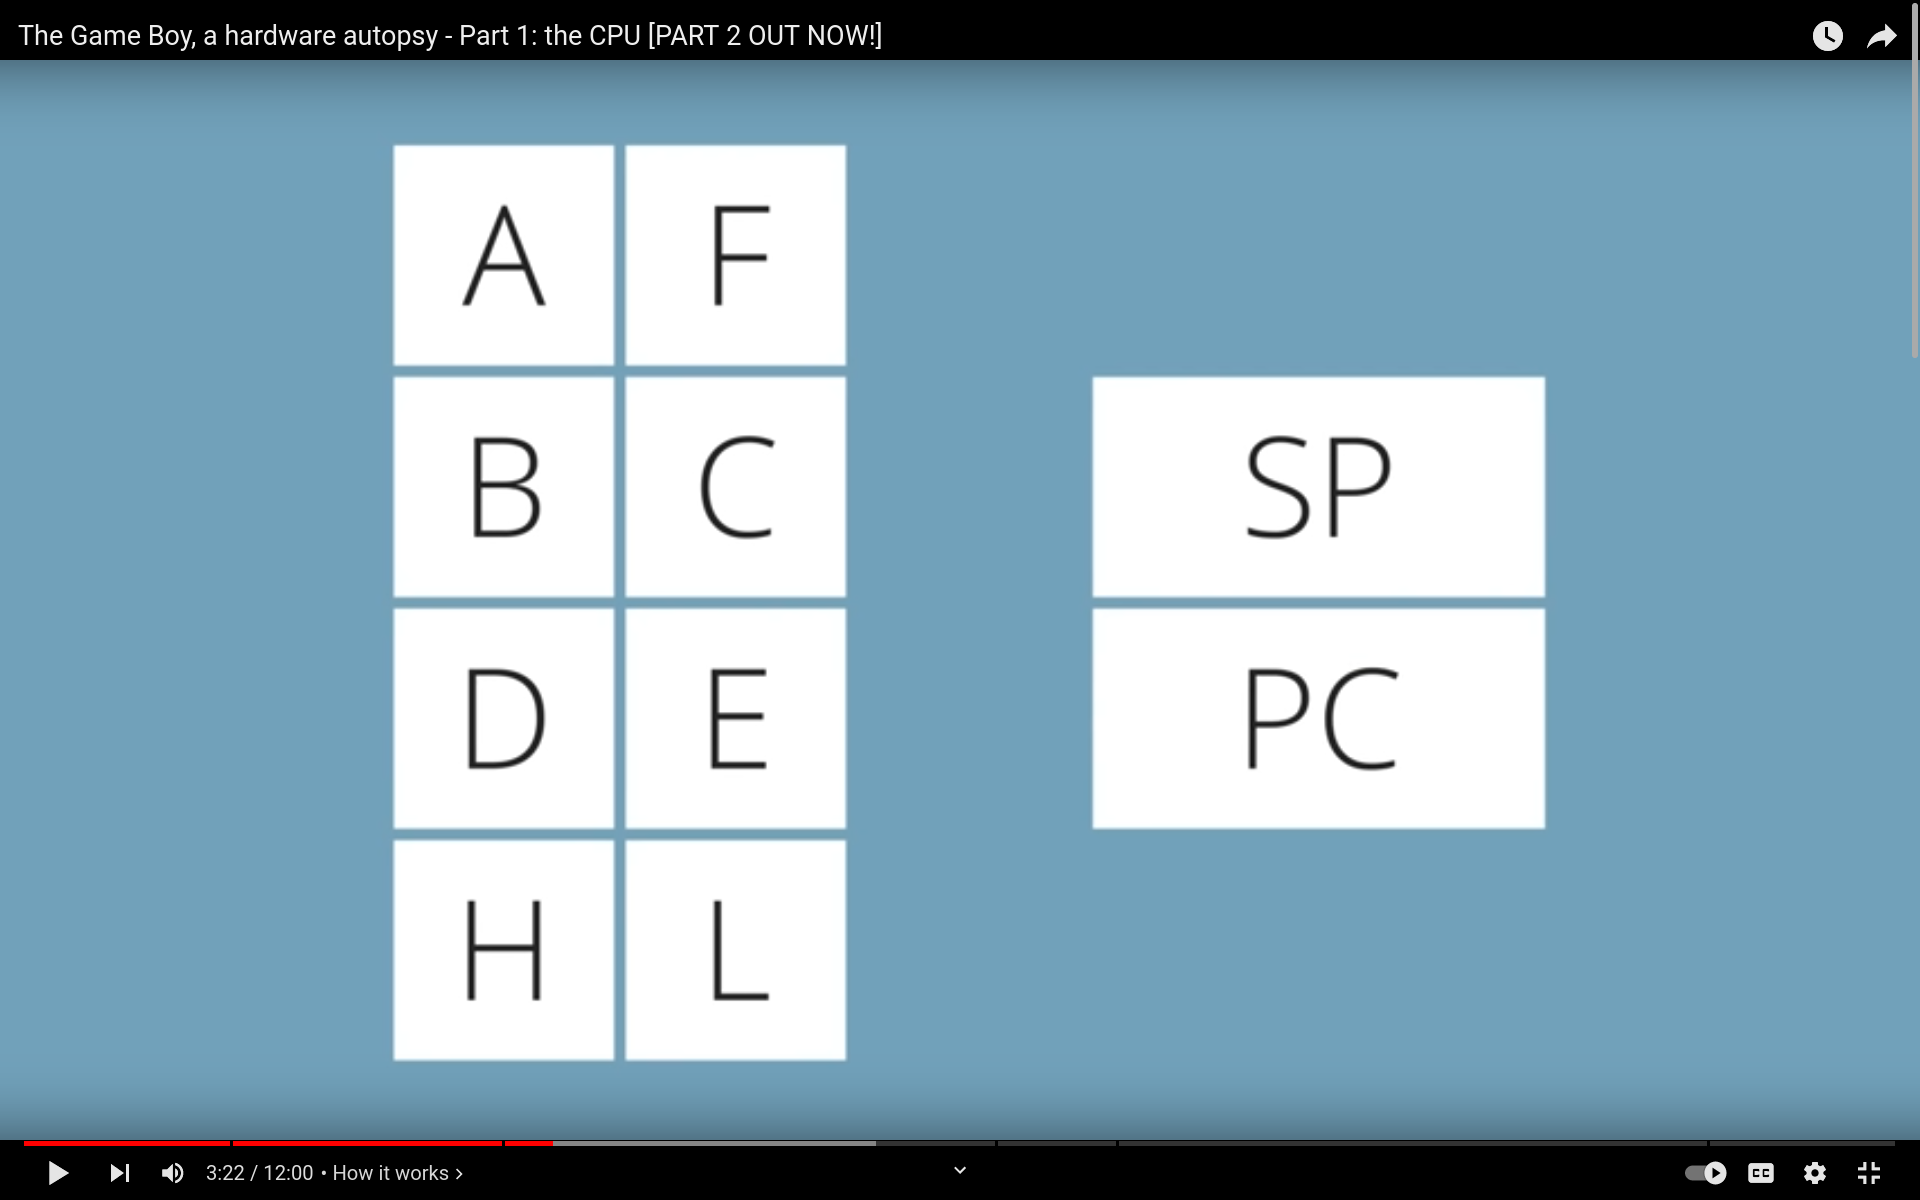 The Game Boy, a hardware autopsy - Part 1: the CPU [PART 2 OUT NOW!]
A F
B C
D E
H L
SP
PC
3:22 / 12:00 • How it works ›
CC